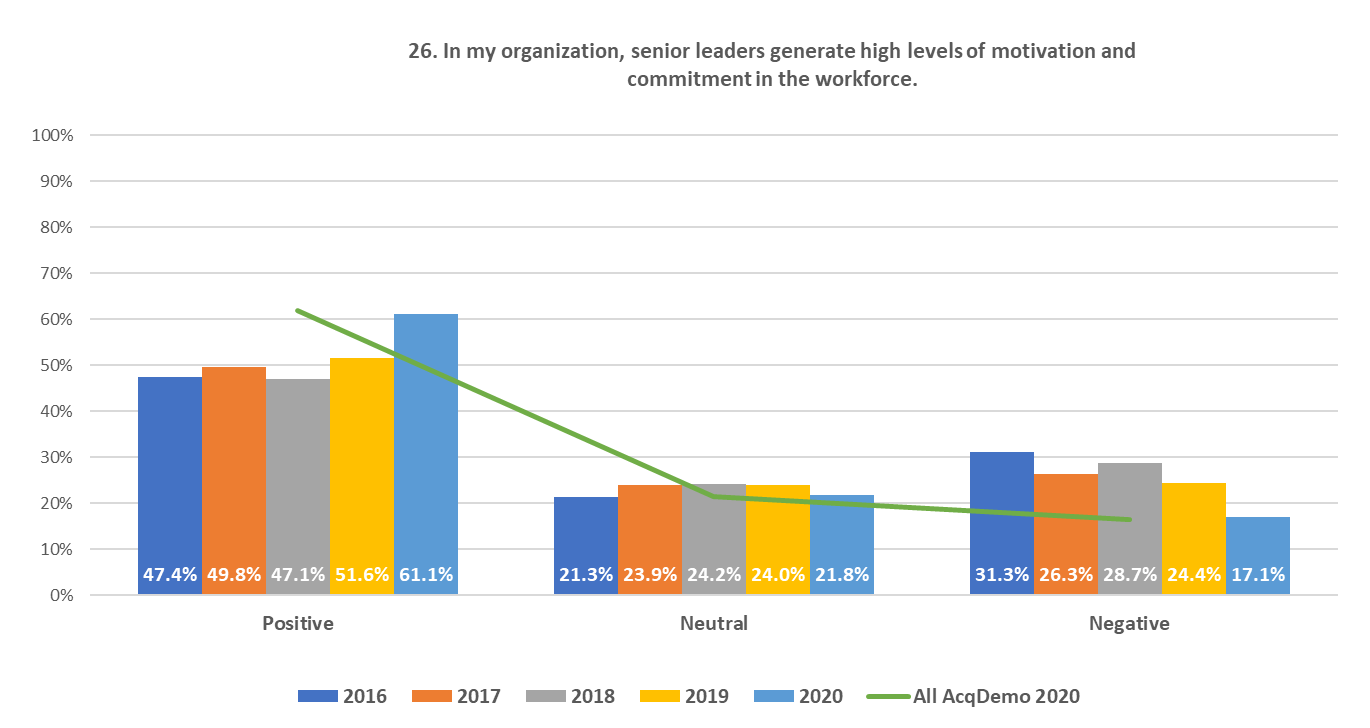 26. In my organization, senior leaders generate high levels of motivation and
commitment in the workforce.
100%
90%
80%
70%
60%
50%
40%
30%
20%
10%
0%
47.4% 49.8% 47.1% 51.6% 61.1% 21.3% 23.9% 24.2% 24.0% 21.8% 31.3% 26.3% 28.7% 24.4% 17.1%
Positive Neutral Negative
2016 2017 2018 2019 2020 All AcqDemo 2020